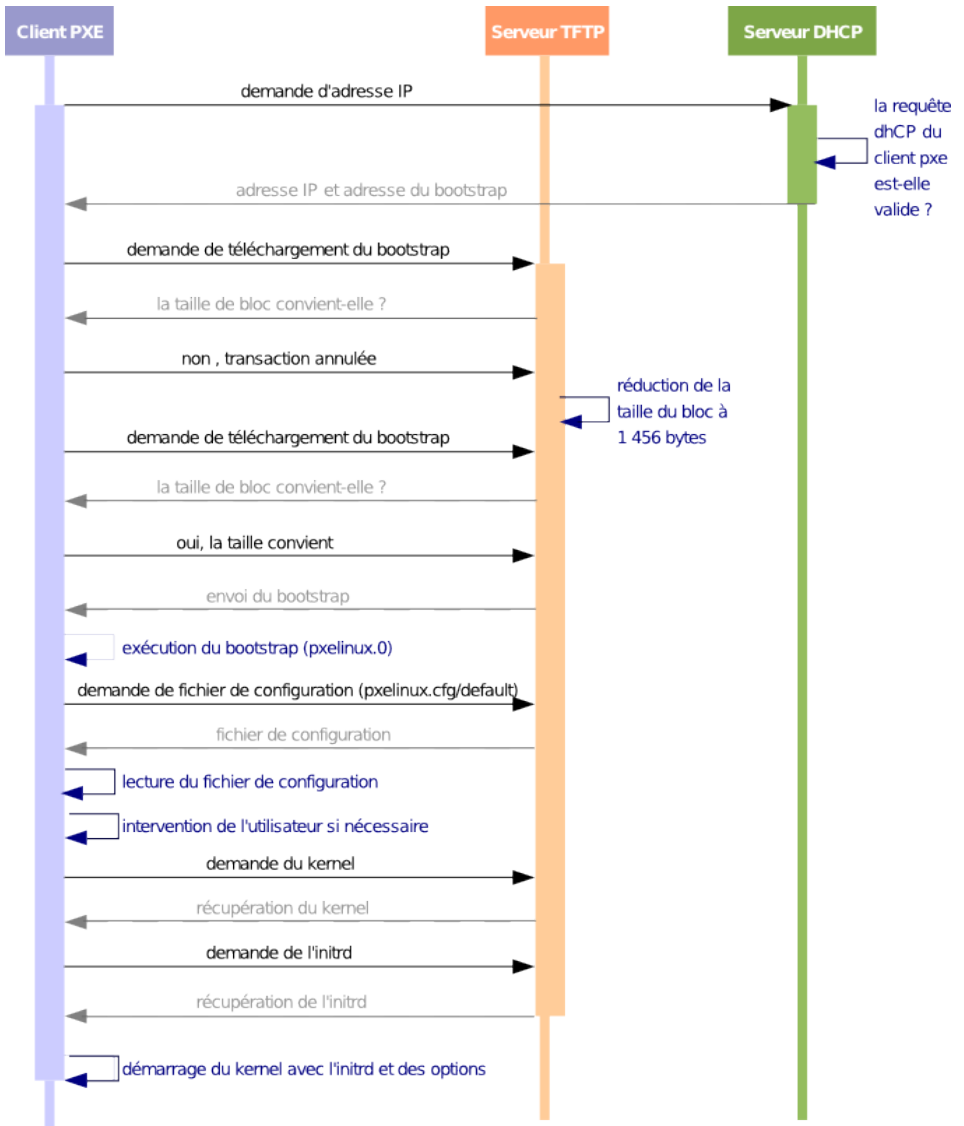 Client PXE
Serveur TFTP
Serveur DHCP
demande d'adresse IP
la requête
dhCP du
client pxe
est-elle
valide ?
adresse IP et adresse du bootstrap
demande de téléchargement du bootstrap
la taille de bloc convient-elle ?
non , transaction annulée
réduction de la
taille du bloc à
1 456 bytes
demande de téléchargement du bootstrap
la taille de bloc convient-elle ?
oui, la taille convient
envoi du bootstrap
exécution du bootstrap (pxelinux.0)
demande de fichier de configuration (pxelinux.cfg/default)
fichier de configuration
lecture du fichier de configuration
intervention de l'utilisateur si nécessaire
demande du kernel
récupération du kernel
demande de l'initrd
récupération de l'initrd
démarrage du kernel avec l'initrd et des options